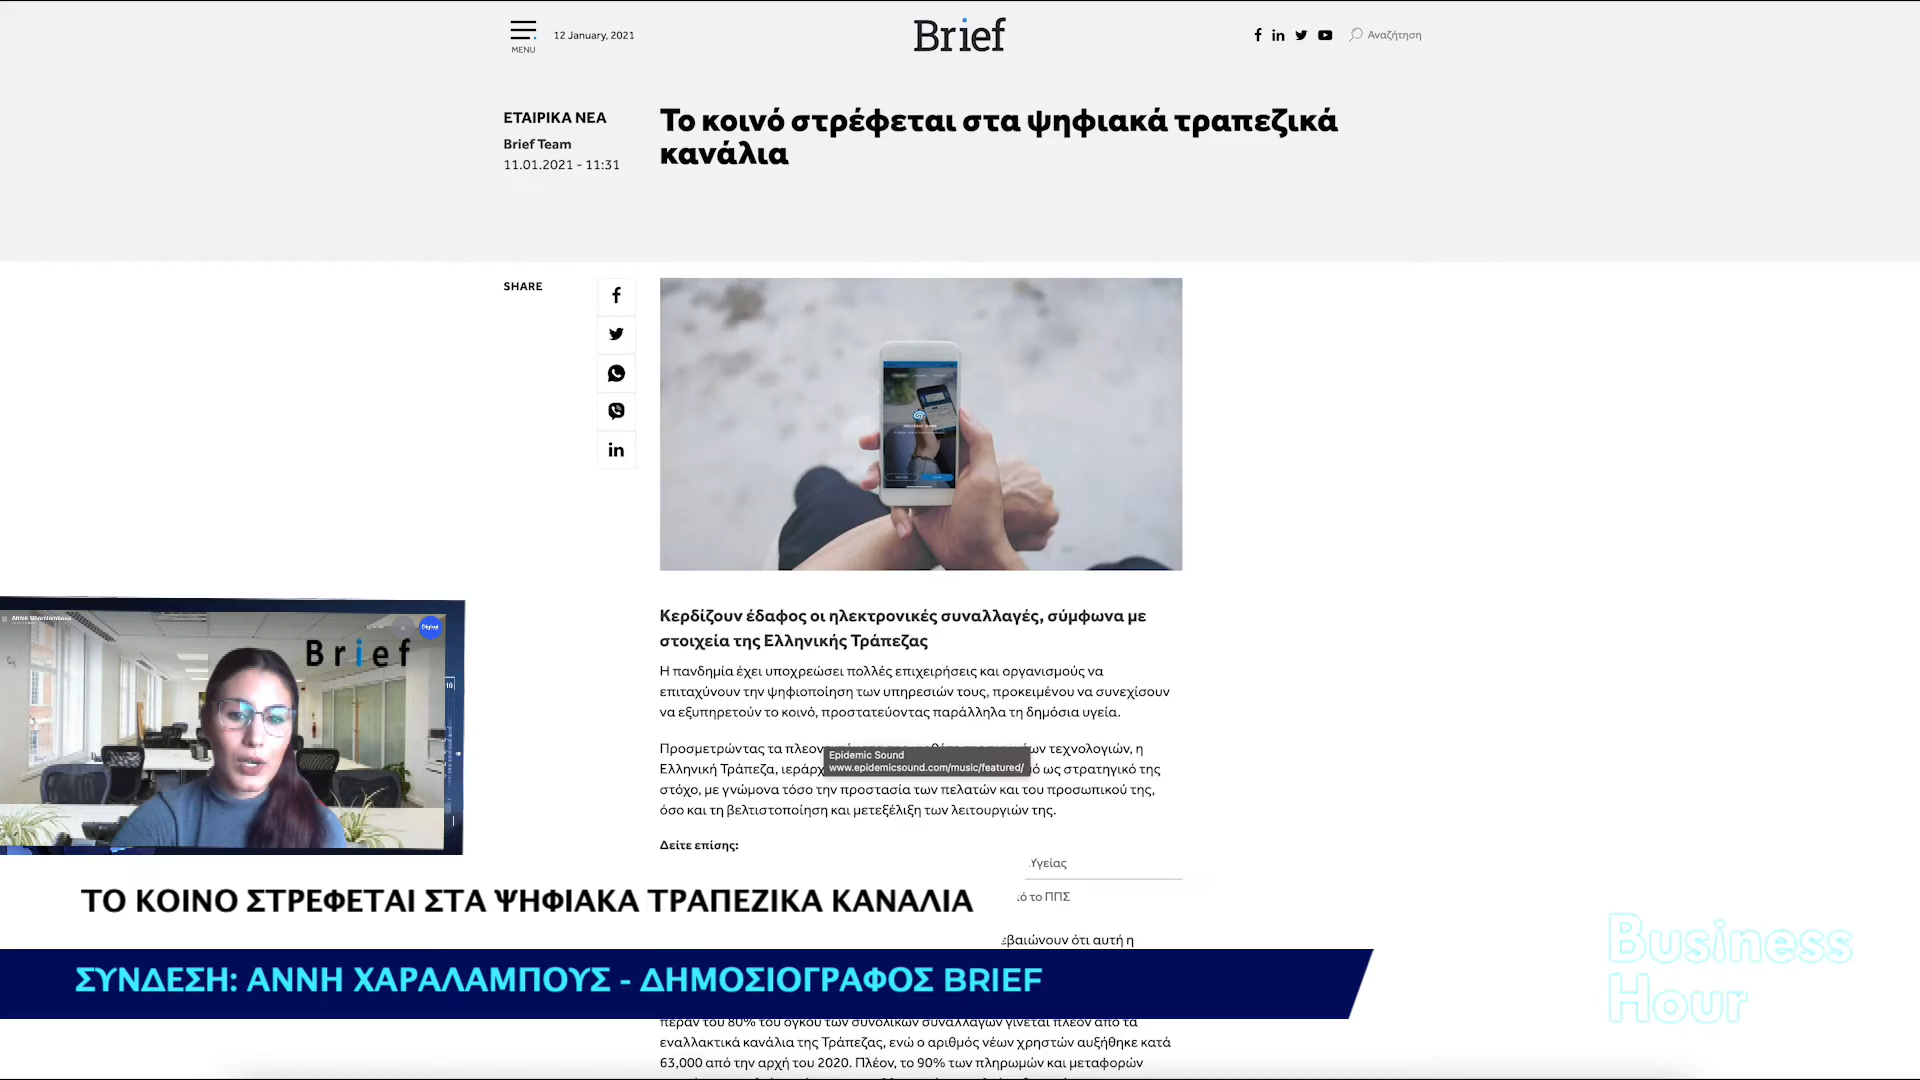 MENU
12 January, 2021
Brief
Αναζήτηση
ΕΤΑΙΡΙΚΑ ΝΕΑ
Brief Team
11.01.2021 - 11:31
Το κοινό στρέφεται στα ψηφιακά τραπεζικά
κανάλια
SHARE
Κερδίζουν έδαφος οι ηλεκτρονικές συναλλαγές, σύμφωνα με
στοιχεία της Ελληνικής Τράπεζας
Η πανδημία έχει υποχρεώσει πολλές επιχειρήσεις και οργανισμούς να
επιταχύνουν την ψηφιοποίηση των υπηρεσιών τους, προκειμένου να συνεχίσουν
να εξυπηρετούν το κοινό, προστατεύοντας παράλληλα τη δημόσια υγεία.
Προσμετρώντας τα πλεον ων τεχνολογιών, η
Epidemic Sound
www.epidemicsound.com/music/featured/
Ελληνική Τράπεζα, ιεράρχ ό ως στρατηγικό της
στόχο, με γνώμονα τόσο την προστασία των πελατών και του προσωπικού της,
όσο και τη βελτιστοποίηση και μετεξέλιξη των λειτουργιών της.
Δείτε επίσης:
Υγείας
ό το ΠΠΣ
εβαιώνουν ότι αυτή η
πέραν του 80% του όγκου των συνολικών συναλλαγών γίνεται πλέον από τα
εναλλακτικά κανάλια της Τράπεζας, ενώ ο αριθμός νέων χρηστών αυξήθηκε κατά
63,000 από την αρχή του 2020. Πλέον, το 90% των πληρωμών και μεταφορών
Brief
Digital
ΤΟ ΚΟΙΝΟ ΣΤΡΕΦΕΤΑΙ ΣΤΑ ΨΗΦΙΑΚΑ ΤΡΑΠΕΖΙΚΑ ΚΑΝΑΛΙΑ
ΣΥΝΔΕΣΗ: ΑΝΝΗ ΧΑΡΑΛΑΜΠΟΥΣ - ΔΗΜΟΣΙΟΓΡΑΦΟΣ BRIEF
Business
Hour